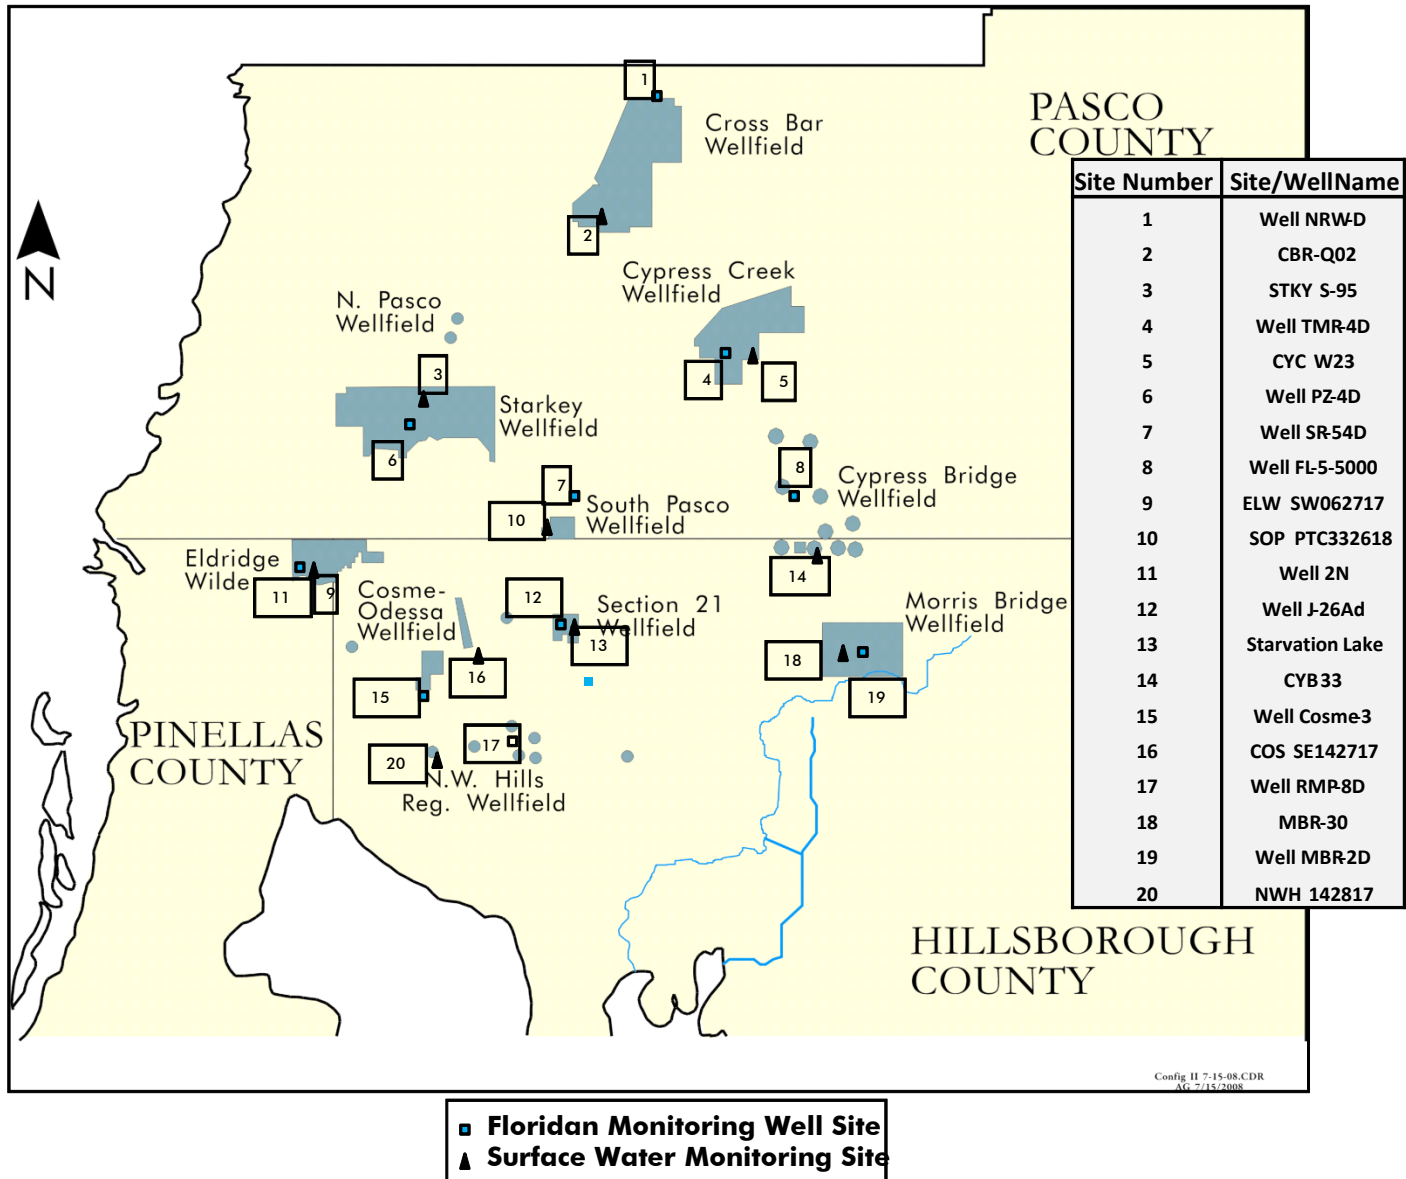 1
Cross Bar
Wellfield
PASCO
COUNTY
2
Cypress Creek
Wellfield
N
N. Pasco
Wellfield
3
4
5
Starkey
Wellfield
6
7
8
Cypress Bridge
Wellfield
10
South Pasco
Wellfield
Eldridge
Wilde
11
9
Cosme-
Odessa
Wellfield
12
Section 21
Wellfield
13
14
Morris Bridge
Wellfield
18
19
16
15
17
20
N.W. Hills
Reg. Wellfield
PINELLAS
COUNTY
HILLSBOROUGH
COUNTY
Site Number Site/WellName
1 Well NRW-D
2 CBR-Q02
3 STKY S-95
4 Well TMR-4D
5 CYC W23
6 Well PZ-4D
7 Well SR-54D
8 Well FL-5-5000
9 ELW SW062717
10 SOP PTC332618
11 Well 2N
12 Well J-26Ad
13 Starvation Lake
14 CYB33
15 Well Cosme-3
16 COS SE142717
17 Well RMP-8D
18 MBR-30
19 Well MBR-2D
20 NWH 142817
Config II 7-15-08.CDR
AG 7/15/2008
Floridan Monitoring Well Site
Surface Water Monitoring Site